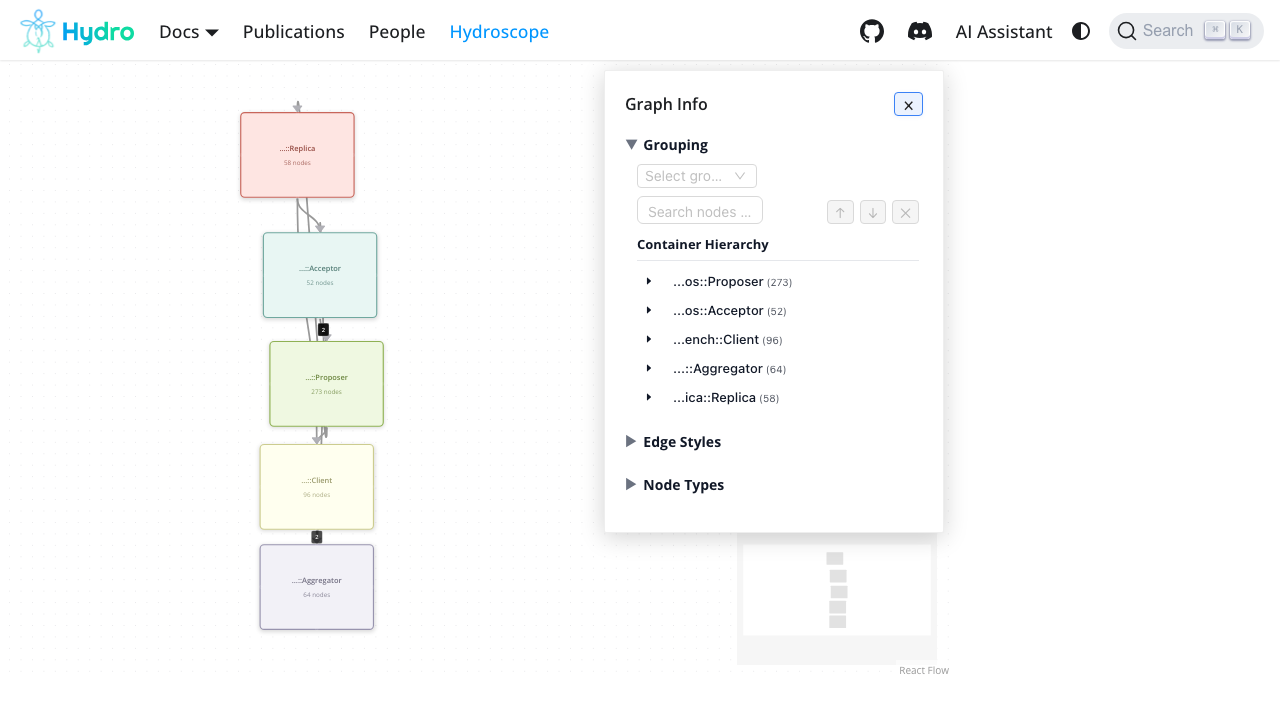 Hydro Docs Publications People Hydroscope AI Assistant Search ⌘ K
Graph Info
Grouping
Select gro...
Search nodes ...
Container Hierarchy
...os::Proposer (273)
...os::Acceptor (52)
...ench::Client (96)
...::Aggregator (64)
...ica::Replica (58)
Edge Styles
Node Types
...::Replica
58 nodes
...::Acceptor
52 nodes
2
...::Proposer
273 nodes
...::Client
96 nodes
2
...::Aggregator
64 nodes
React Flow